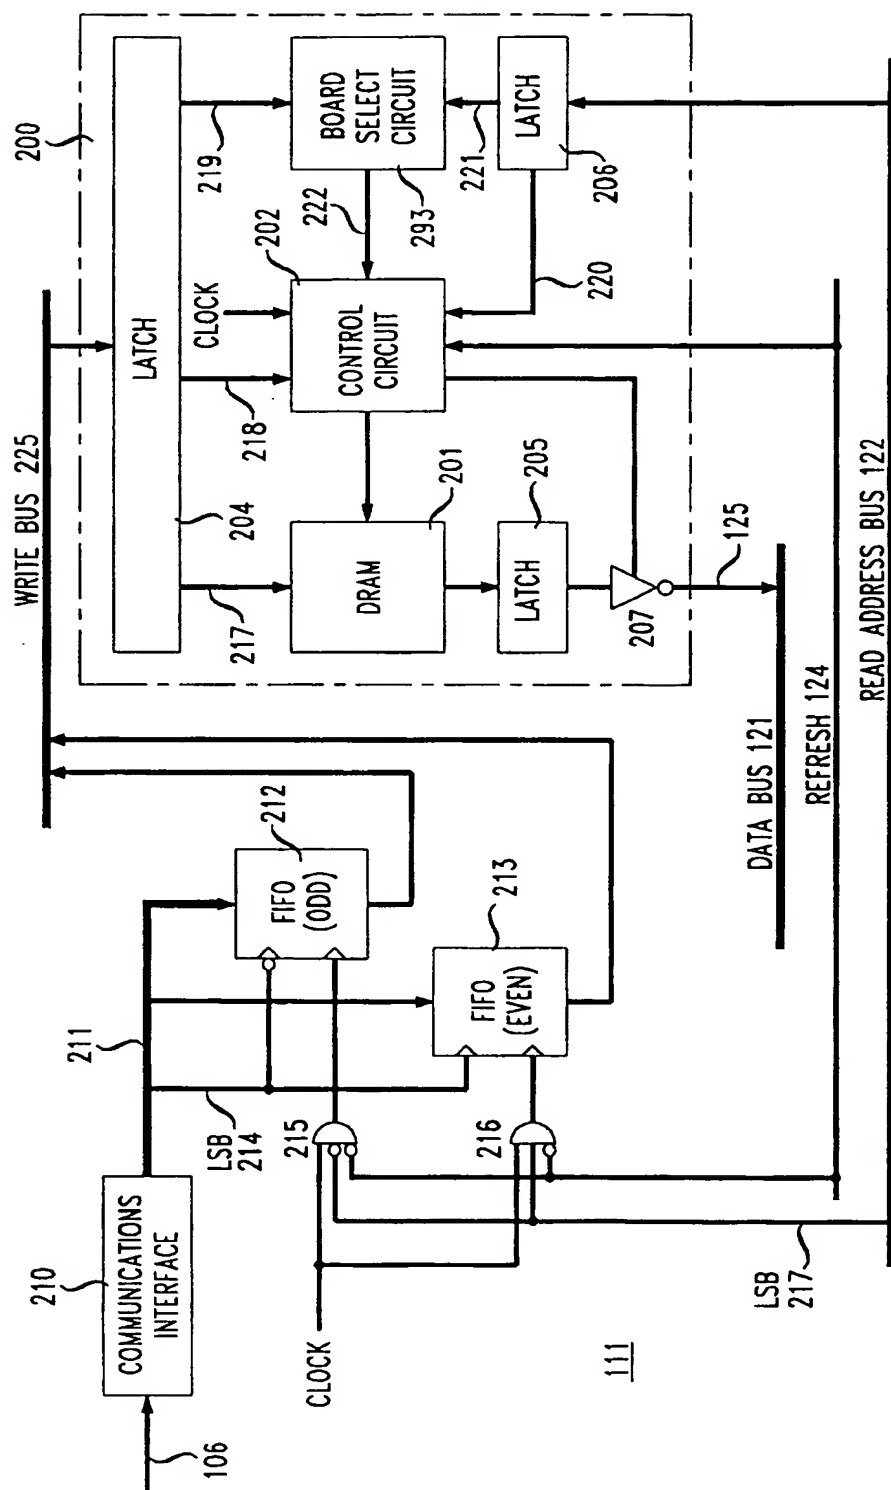 200
WRITE BUS 225
LATCH
204
217
218
219
CLOCK
202
222
DRAM
201
CONTROL
CIRCUIT
BOARD
SELECT
CIRCUIT
293
LATCH
205
220
221
LATCH
206
207
125
DATA BUS 121
REFRESH 124
READ ADDRESS BUS 122
106
210
COMMUNICATIONS
INTERFACE
211
LSB
214
FIFO
(ODD)
212
FIFO
(EVEN)
213
215
216
CLOCK
LSB
217
111